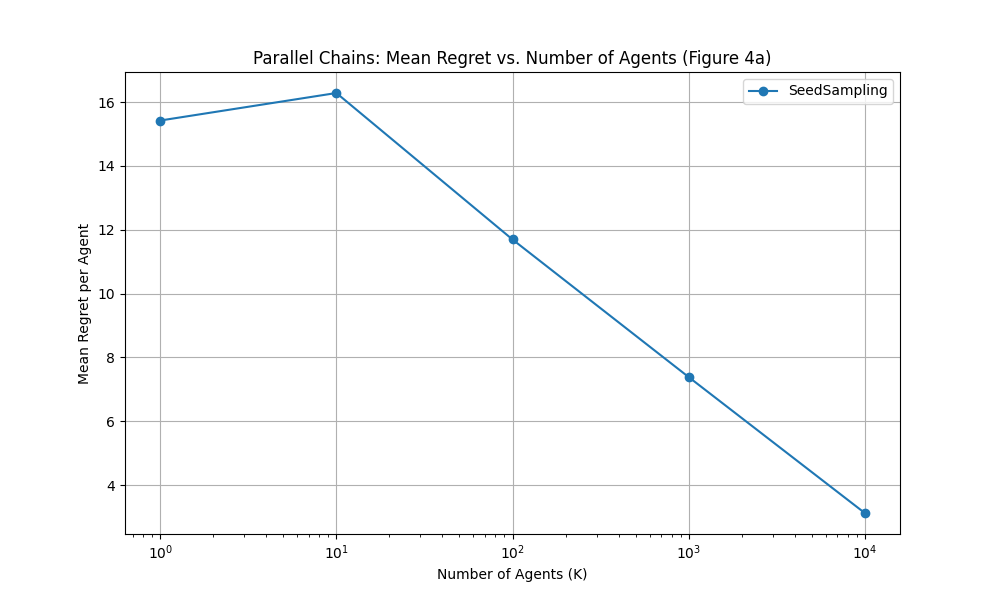 Parallel Chains: Mean Regret vs. Number of Agents (Figure 4a)
SeedSampling
Mean Regret per Agent
16
14
12
10
8
6
4
10⁰ 10¹ 10² 10³ 10⁴
Number of Agents (K)